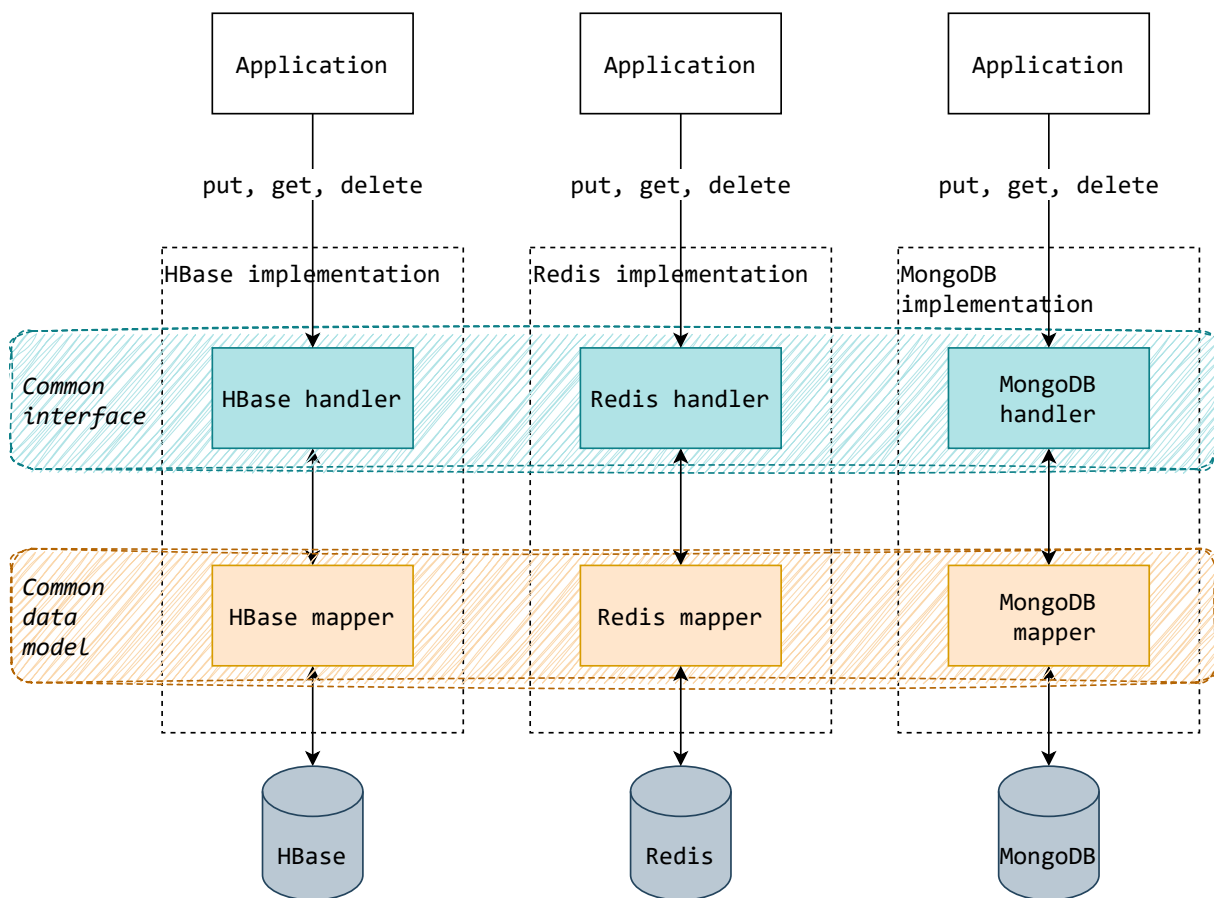 Application
Application
Application
put, get, delete
put, get, delete
put, get, delete
HBase implementation
Redis implementation
MongoDB
implementation
Common
interface
HBase handler
Redis handler
MongoDB
handler
Common
data
model
HBase mapper
Redis mapper
MongoDB
mapper
HBase
Redis
MongoDB